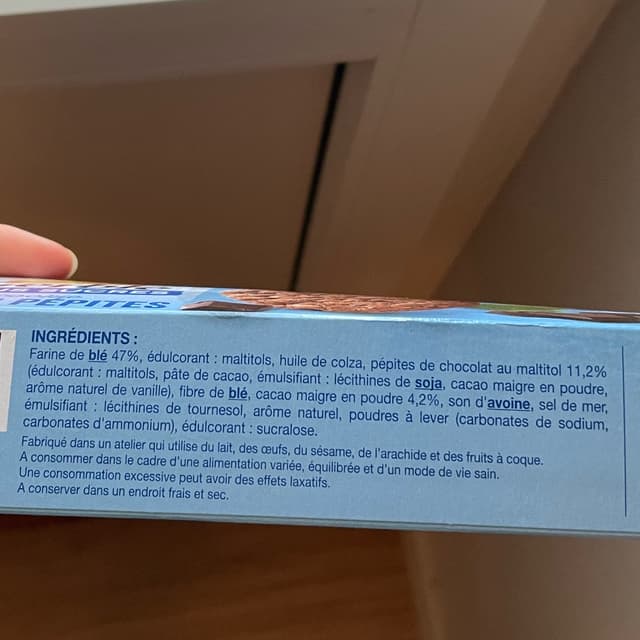 PÉPITES
INGRÉDIENTS :
Farine de blé 47%, édulcorant : maltitols, huile de colza, pépites de chocolat au maltitol 11,2%
(édulcorant : maltitols, pâte de cacao, émulsifiant : lécithines de soja, cacao maigre en poudre,
arôme naturel de vanille), fibre de blé, cacao maigre en poudre 4,2%, son d'avoine, sel de mer,
émulsifiant : lécithines de tournesol, arôme naturel, poudres à lever (carbonates de sodium,
carbonates d'ammonium), édulcorant : sucralose.
Fabriqué dans un atelier qui utilise du lait, des œufs, du sésame, de l'arachide et des fruits à coque.
A consommer dans le cadre d'une alimentation variée, équilibrée et d'un mode de vie sain.
Une consommation excessive peut avoir des effets laxatifs.
A conserver dans un endroit frais et sec.